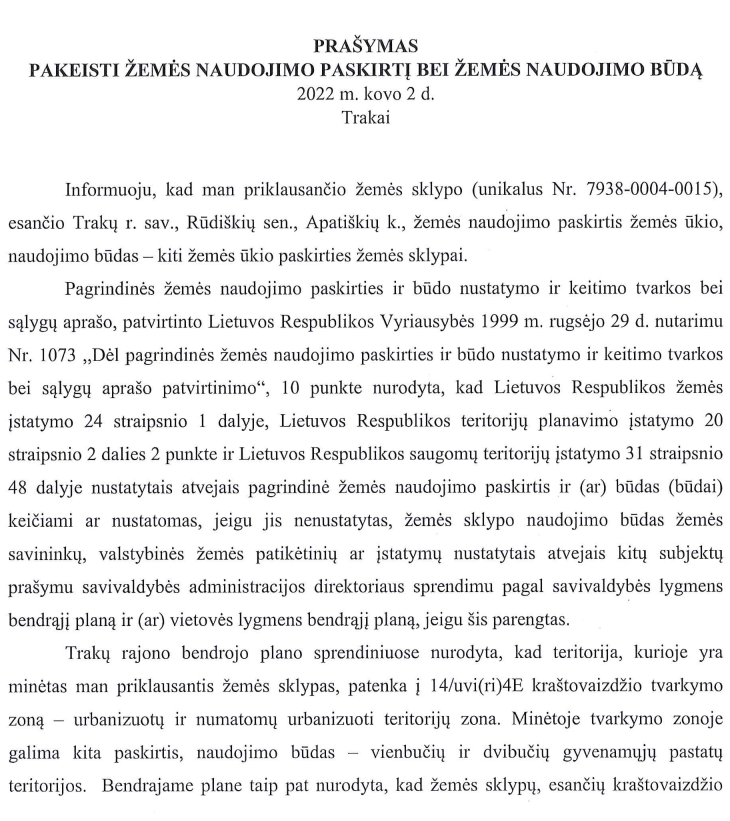 PRAŠYMAS
PAKEISTI ŽEMĖS NAUDOJIMO PASKIRTĮ BEI ŽEMĖS NAUDOJIMO BŪDĄ
2022 m. kovo 2 d.
Trakai
Informuoju, kad man priklausančio žemės sklypo (unikalus Nr. 7938-0004-0015),
esančio Trakų r. sav., Rūdiškių sen., Apatiškių k., žemės naudojimo paskirtis žemės ūkio,
naudojimo būdas – kiti žemės ūkio paskirties žemės sklypai.
Pagrindinės žemės naudojimo paskirties ir būdo nustatymo ir keitimo tvarkos bei
sąlygų aprašo, patvirtinto Lietuvos Respublikos Vyriausybės 1999 m. rugsėjo 29 d. nutarimu
Nr. 1073 „Dėl pagrindinės žemės naudojimo paskirties ir būdo nustatymo ir keitimo tvarkos
bei sąlygų aprašo patvirtinimo“, 10 punkte nurodyta, kad Lietuvos Respublikos žemės
įstatymo 24 straipsnio 1 dalyje, Lietuvos Respublikos teritorijų planavimo įstatymo 20
straipsnio 2 dalies 2 punkte ir Lietuvos Respublikos saugomų teritorijų įstatymo 31 straipsnio
48 dalyje nustatytais atvejais pagrindinė žemės naudojimo paskirtis ir (ar) būdas (būdai)
keičiami ar nustatomas, jeigu jis nenustatytas, žemės sklypo naudojimo būdas žemės
savininkų, valstybinės žemės patikėtinių ar įstatymų nustatytais atvejais kitų subjektų
prašymu savivaldybės administracijos direktoriaus sprendimu pagal savivaldybės lygmens
bendrąjį planą ir (ar) vietovės lygmens bendrąjį planą, jeigu šis parengtas.
Trakų rajono bendrojo plano sprendiniuose nurodyta, kad teritorija, kurioje yra
minėtas man priklausantis žemės sklypas, patenka į 14/uvi(ri)4E kraštovaizdžio tvarkymo
zoną – urbanizuotų ir numatomų urbanizuoti teritorijų zona. Minėtoje tvarkymo zonoje
galima kita paskirtis, naudojimo būdas – vienbučių ir dvibučių gyvenamųjų pastatų
teritorijos. Bendrajame plane taip pat nurodyta, kad žemės sklypų, esančių kraštovaizdžio